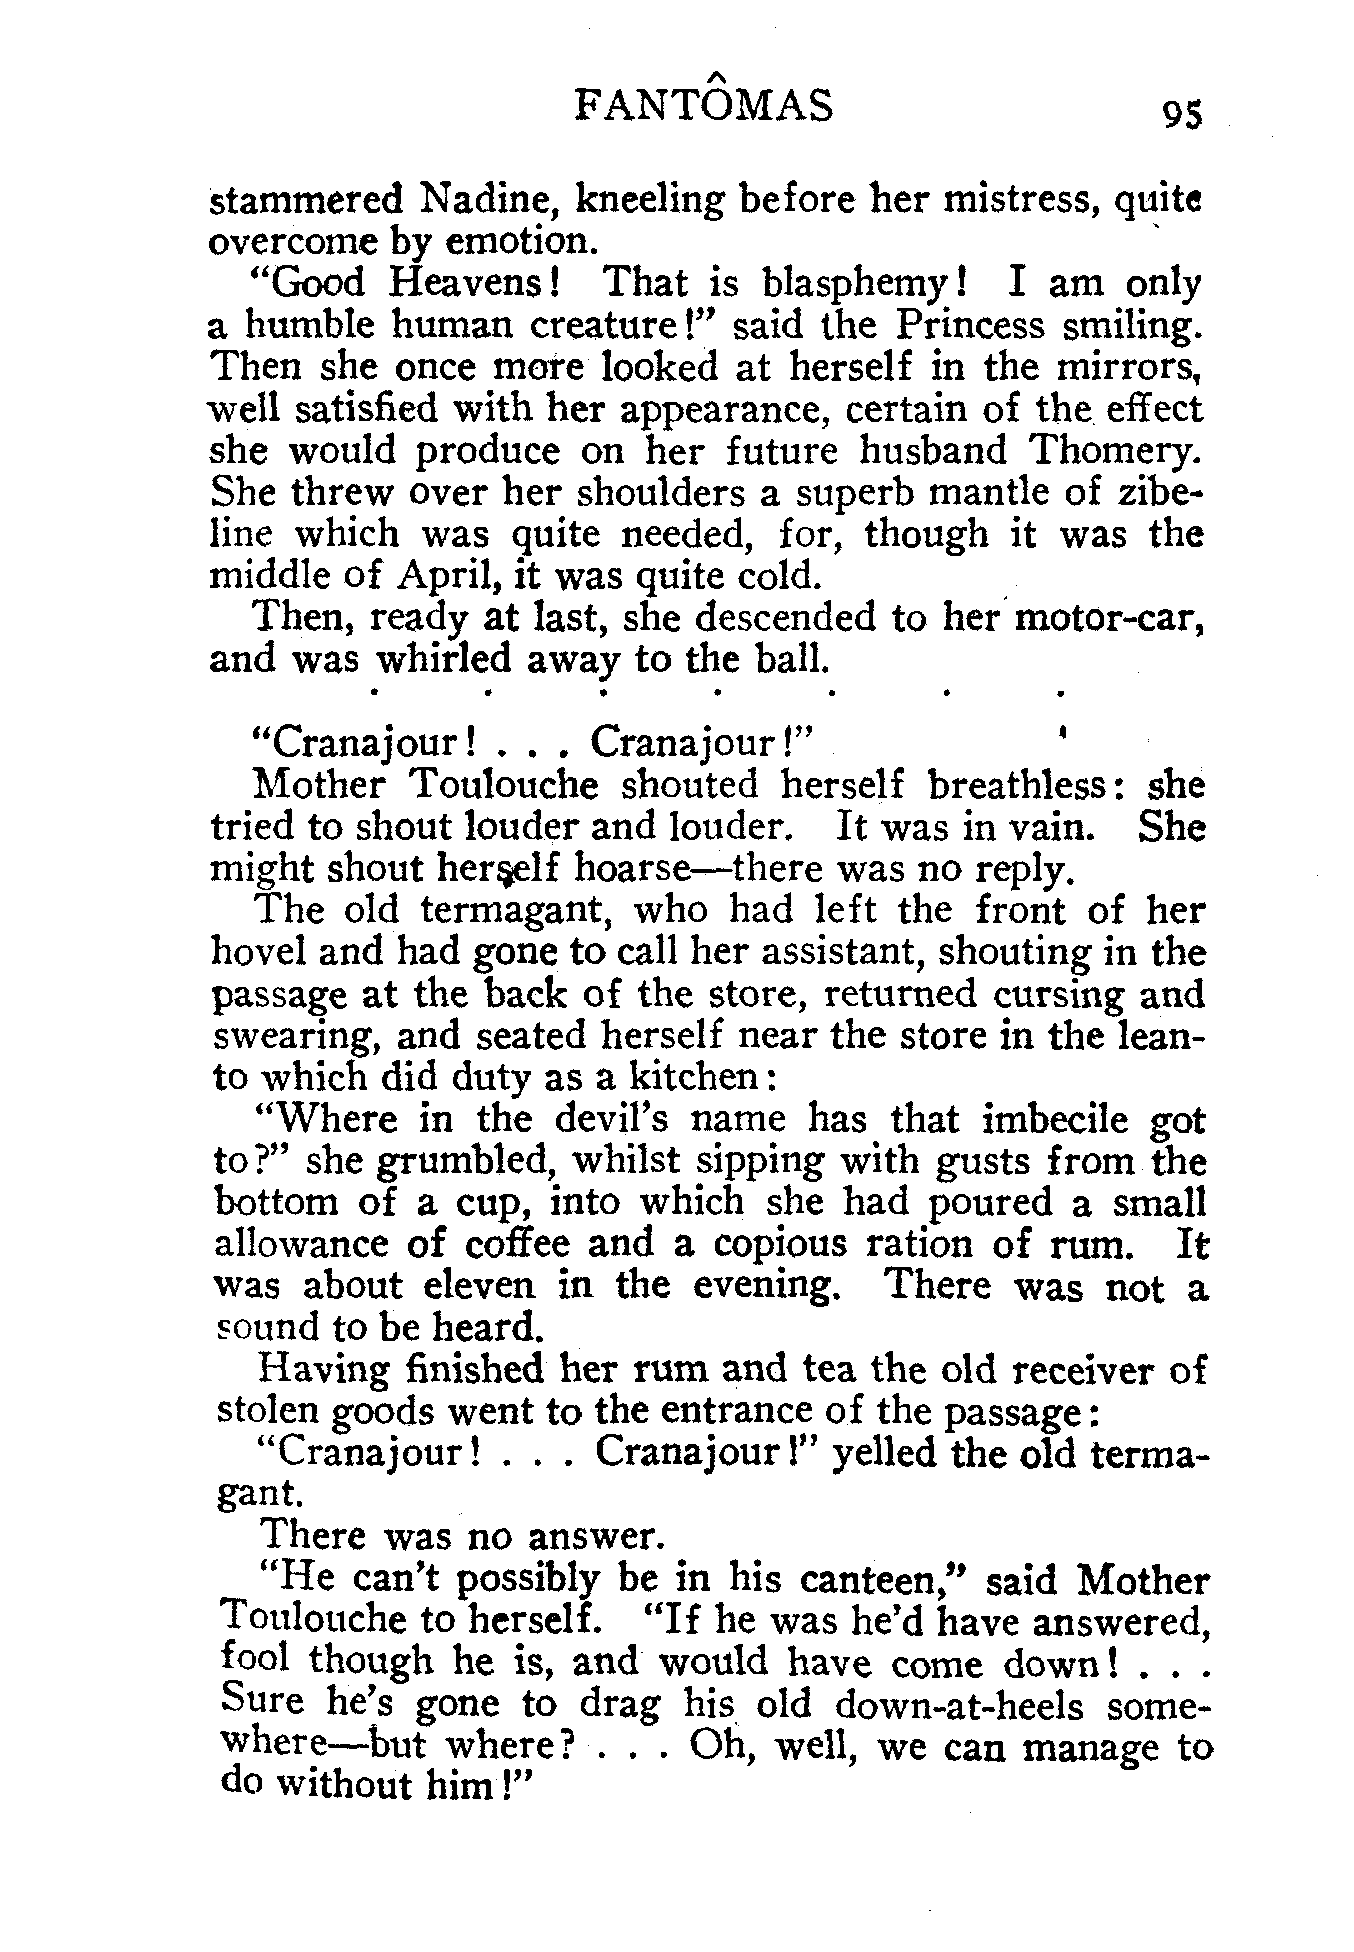 FANTÔMAS 95
stammered Nadine, kneeling before her mistress, quite
overcome by emotion.
"Good Heavens! That is blasphemy! I am only
a humble human creature!" said the Princess smiling.
Then she once more looked at herself in the mirrors,
well satisfied with her appearance, certain of the effect
she would produce on her future husband Thomery.
She threw over her shoulders a superb mantle of zibe-
line which was quite needed, for, though it was the
middle of April, it was quite cold.
Then, ready at last, she descended to her motor-car,
and was whirled away to the ball.
. . . . . . .
"Cranajour! . . . Cranajour!"
Mother Toulouche shouted herself breathless: she
tried to shout louder and louder. It was in vain. She
might shout herself hoarse—there was no reply.
The old termagant, who had left the front of her
hovel and had gone to call her assistant, shouting in the
passage at the back of the store, returned cursing and
swearing, and seated herself near the store in the lean-
to which did duty as a kitchen:
"Where in the devil's name has that imbecile got
to?" she grumbled, whilst sipping with gusts from the
bottom of a cup, into which she had poured a small
allowance of coffee and a copious ration of rum. It
was about eleven in the evening. There was not a
sound to be heard.
Having finished her rum and tea the old receiver of
stolen goods went to the entrance of the passage:
"Cranajour! . . . Cranajour!" yelled the old terma-
gant.
There was no answer.
"He can't possibly be in his canteen," said Mother
Toulouche to herself. "If he was he'd have answered,
fool though he is, and would have come down! . . .
Sure he's gone to drag his old down-at-heels some-
where—but where? . . . Oh, well, we can manage to
do without him!"